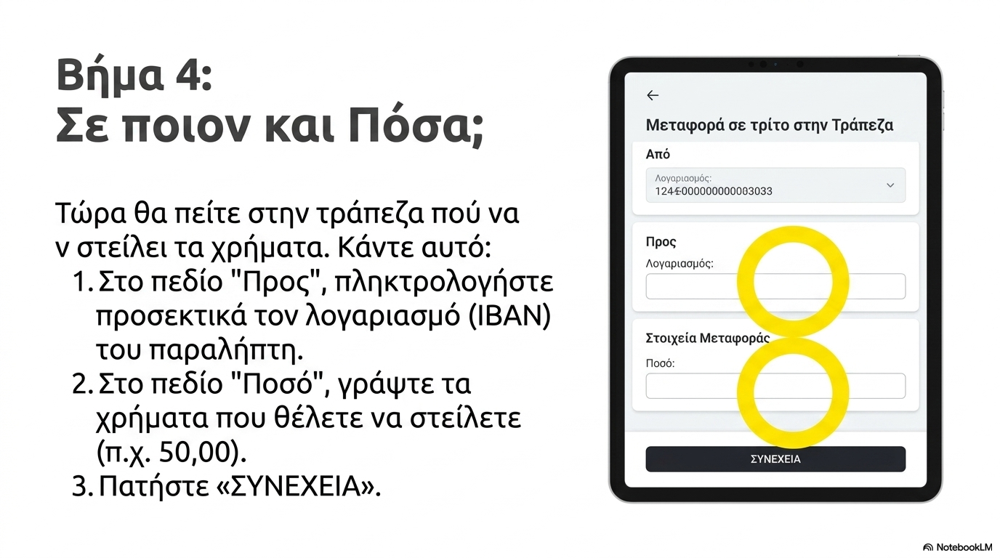 Βήμα 4:
Σε ποιον και Πόσα;
Τώρα θα πείτε στην τράπεζα πού να
ν στείλει τα χρήματα. Κάντε αυτό:
1. Στο πεδίο "Προς", πληκτρολογήστε
προσεκτικά τον λογαριασμό (IBAN)
του παραλήπτη.
2. Στο πεδίο "Ποσό", γράψτε τα
χρήματα που θέλετε να στείλετε
(π.χ. 50,00).
3. Πατήστε «ΣΥΝΕΧΕΙΑ».
←
Μεταφορά σε τρίτο στην Τράπεζα
Από
Λογαριασμός:
Προς
Λογαριασμός:
Στοιχεία Μεταφοράς
Ποσό:
ΣΥΝΕΧΕΙΑ
NotebookLM